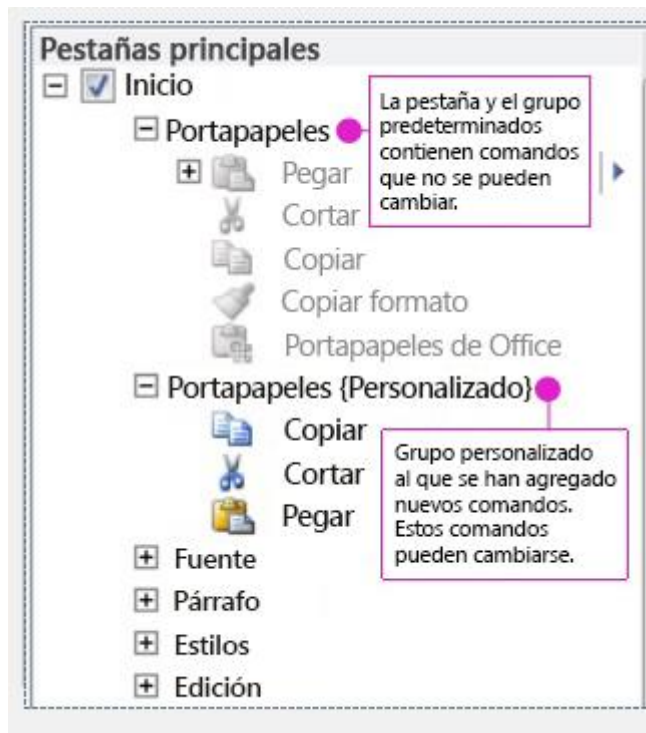 Pestañas principales
Inicio
Portapapeles
La pestaña y el grupo
predeterminados
contienen comandos
que no se pueden
cambiar.
Pegar
Cortar
Copiar
Copiar formato
Portapapeles de Office
Portapapeles {Personalizado}
Copiar
Cortar
Pegar
Grupo personalizado
al que se han agregado
nuevos comandos.
Estos comandos
pueden cambiarse.
Fuente
Párrafo
Estilos
Edición